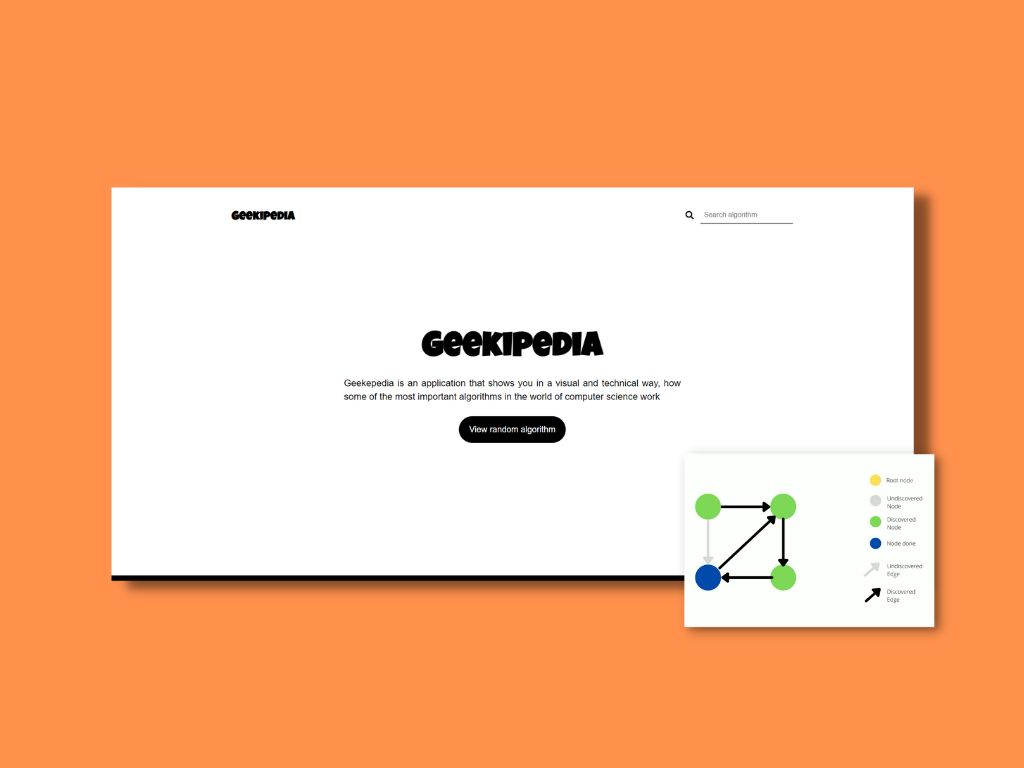 GeekIpedIA
Search algorithm
GeekIpedIA
Geekepedia is an application that shows you in a visual and technical way, how
some of the most important algorithms in the world of computer science work
View random algorithm
Root node
Undiscovered
Node
Discovered
Node
Node done
Undiscovered
Edge
Discovered
Edge